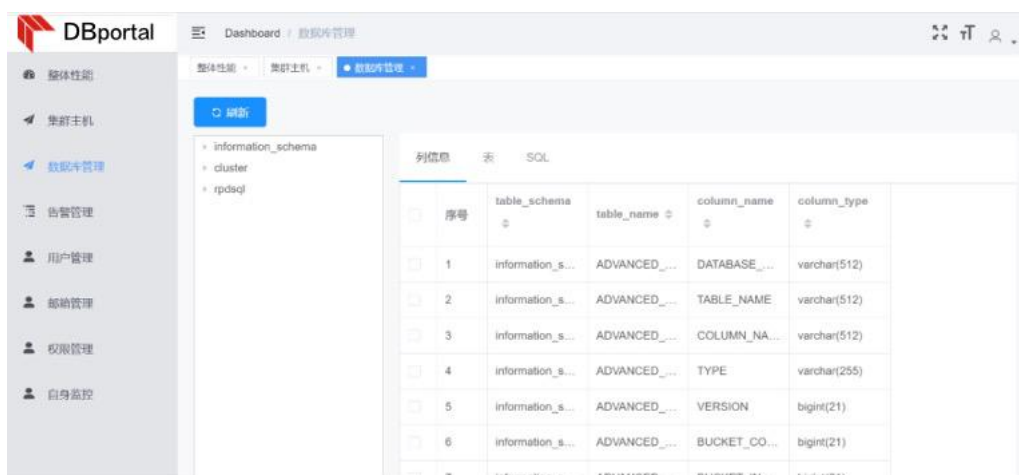 DBportal
Dashboard / 数据库管理
整体性能 × 集群主机 × ● 数据库管理 ×
整体性能
集群主机
数据库管理
告警管理
用户管理
邮箱管理
权限管理
自身监控
刷新
information_schema
cluster
rpdsql
列信息 表 SQL
序号 table_schema table_name column_name column_type
1 information_s... ADVANCED_... DATABASE_... varchar(512)
2 information_s... ADVANCED_... TABLE_NAME varchar(512)
3 information_s... ADVANCED_... COLUMN_NA... varchar(512)
4 information_s... ADVANCED_... TYPE varchar(255)
5 information_s... ADVANCED_... VERSION bigint(21)
6 information_s... ADVANCED_... BUCKET_CO... bigint(21)